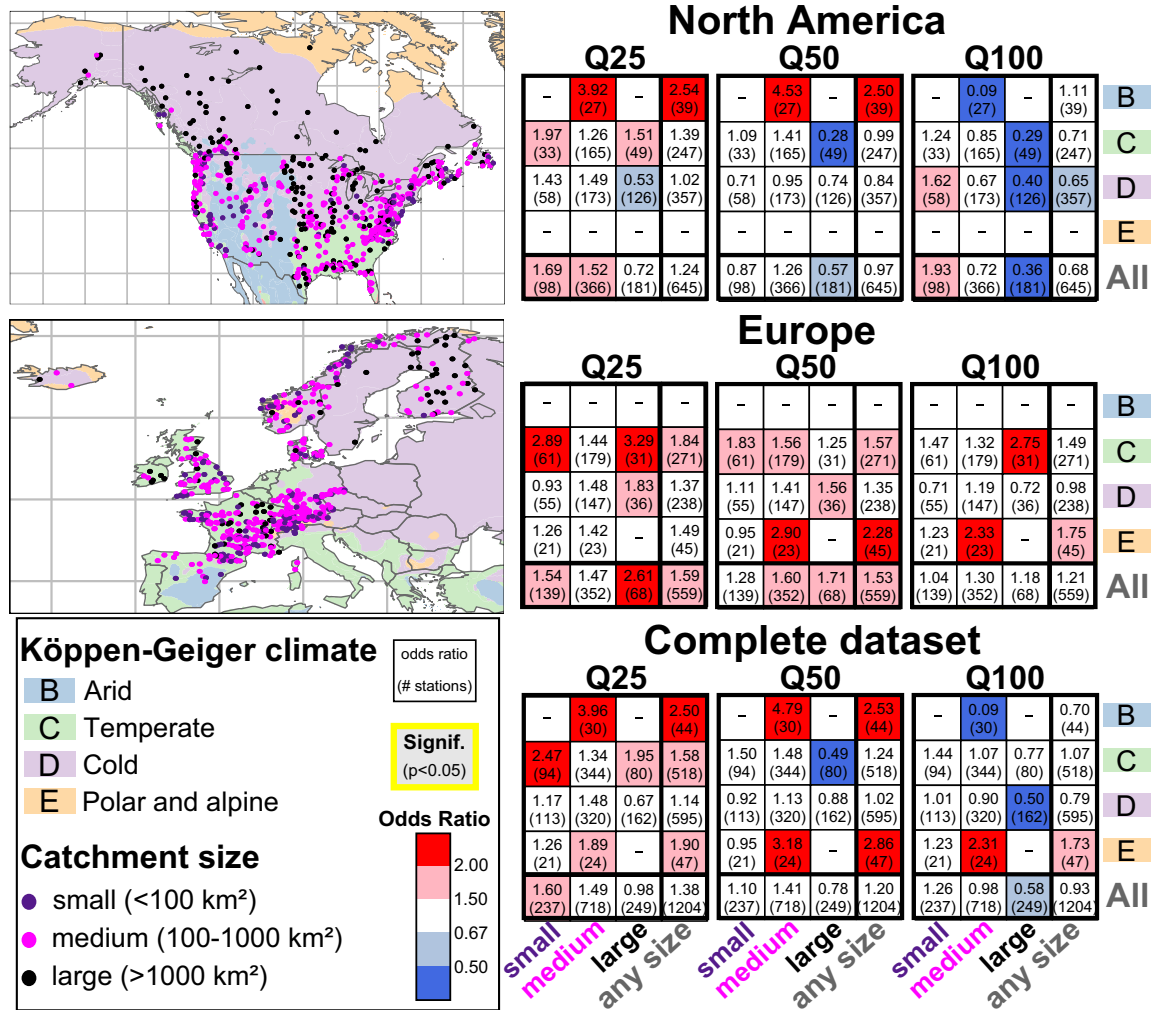 North America
Q25 Q50 Q100
– 3.92 – 2.54 – 4.53 – 2.50 – 0.09 – 1.11 B
(27) (39) (27) (39) (27) (39)
1.97 1.26 1.51 1.39 1.09 1.41 0.28 0.99 1.24 0.85 0.29 0.71 C
(33) (165) (49) (247) (33) (165) (49) (247) (33) (165) (49) (247)
1.43 1.49 0.53 1.02 0.71 0.95 0.74 0.84 1.62 0.67 0.40 0.65 D
(58) (173) (126) (357) (58) (173) (126) (357) (58) (173) (126) (357)
– – – – – – – – – – – – E
1.69 1.52 0.72 1.24 0.87 1.26 0.57 0.97 1.93 0.72 0.36 0.68 All
(98) (366) (181) (645) (98) (366) (181) (645) (98) (366) (181) (645)
Europe
Q25 Q50 Q100
– – – – – – – – – – – – B
2.89 1.44 3.29 1.84 1.83 1.56 1.25 1.57 1.47 1.32 2.75 1.49 C
(61) (179) (31) (271) (61) (179) (31) (271) (61) (179) (31) (271)
0.93 1.48 1.83 1.37 1.11 1.41 1.56 1.35 0.71 1.19 0.72 0.98 D
(55) (147) (36) (238) (55) (147) (36) (238) (55) (147) (36) (238)
1.26 1.42 – 1.49 0.95 2.90 – 2.28 1.23 2.33 – 1.75 E
(21) (23) (45) (21) (23) (45) (21) (23) (45)
1.54 1.47 2.61 1.59 1.28 1.60 1.71 1.53 1.04 1.30 1.18 1.21 All
(139) (352) (68) (559) (139) (352) (68) (559) (139) (352) (68) (559)
Köppen-Geiger climate
B Arid
C Temperate
D Cold
E Polar and alpine
Catchment size
small (<100 km²)
medium (100-1000 km²)
large (>1000 km²)
odds ratio
(# stations)
Signif.
(p<0.05)
Odds Ratio
2.00
1.50
0.67
0.50
Complete dataset
Q25 Q50 Q100
– 3.96 – 2.50 – 4.79 – 2.53 – 0.09 – 0.70 B
(30) (44) (30) (44) (30) (44)
2.47 1.34 1.95 1.58 1.50 1.48 0.49 1.24 1.44 1.07 0.77 1.07 C
(94) (344) (80) (518) (94) (344) (80) (518) (94) (344) (80) (518)
1.17 1.48 0.67 1.14 0.92 1.13 0.88 1.02 1.01 0.90 0.50 0.79 D
(113) (320) (162) (595) (113) (320) (162) (595) (113) (320) (162) (595)
1.26 1.89 – 1.90 0.95 3.18 – 2.86 1.23 2.31 – 1.73 E
(21) (24) (47) (21) (24) (47) (21) (24) (47)
1.60 1.49 0.98 1.38 1.10 1.41 0.78 1.20 1.26 0.98 0.58 0.93 All
(237) (718) (249) (1204) (237) (718) (249) (1204) (237) (718) (249) (1204)
small medium large any size small medium large any size small medium large any size